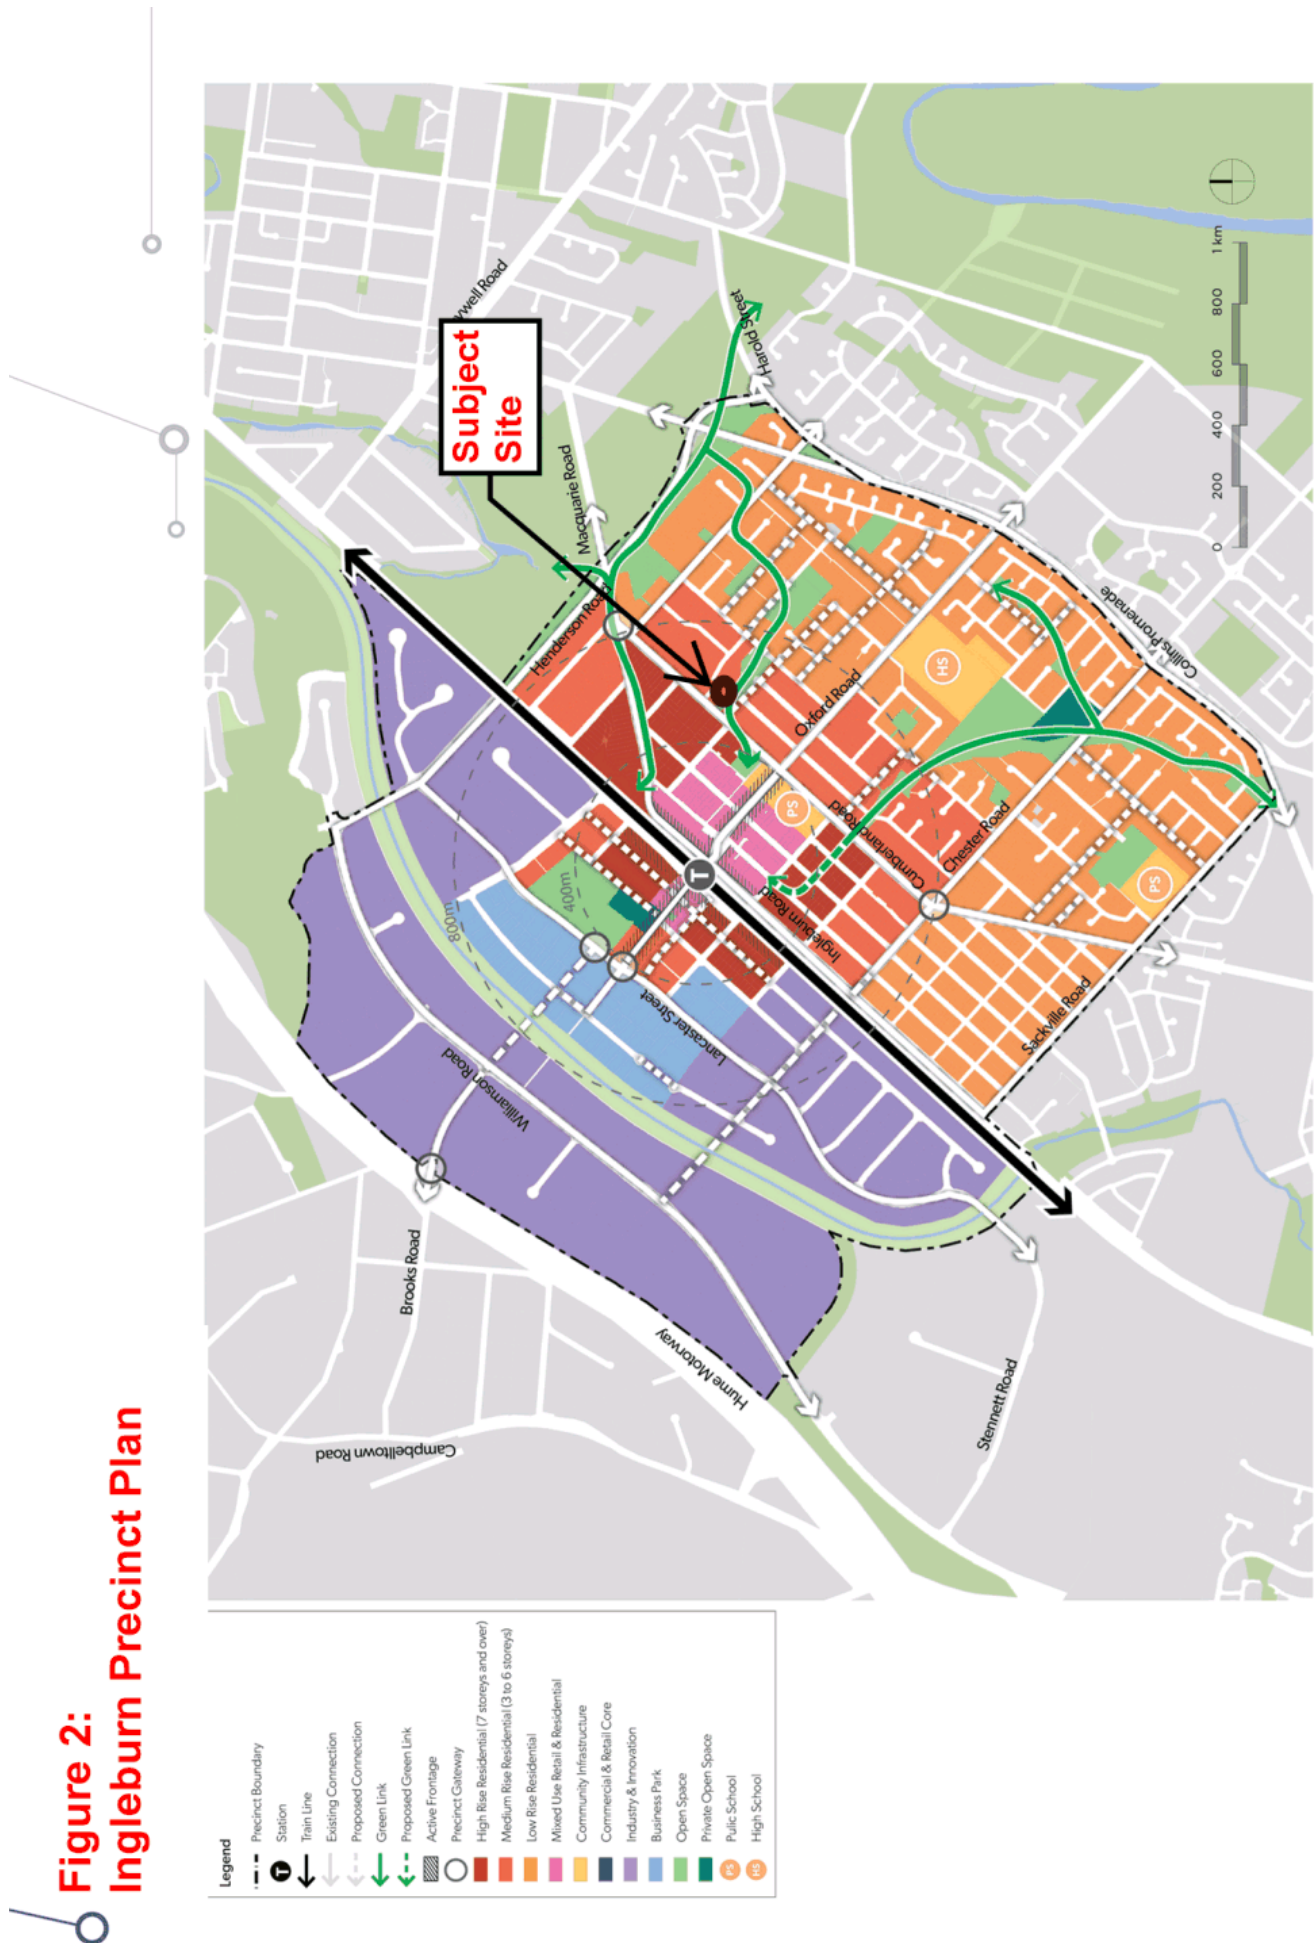 Figure 2:
Ingleburn Precinct Plan
Legend
Precinct Boundary
T
Station
Train Line
Existing Connection
Proposed Connection
Green Link
Proposed Green Link
Active Frontage
Precinct Gateway
High Rise Residential (7 storeys and over)
Medium Rise Residential (3 to 6 storeys)
Low Rise Residential
Mixed Use Retail & Residential
Community Infrastructure
Commercial & Retail Core
Industry & Innovation
Business Park
Open Space
Private Open Space
PS
Pulic School
HS
High School
Campbelltown Road
Brooks Road
Hume Motorway
Williamson Road
Stennett Road
Lancaster Street
800m
400m
T
Ingleburn Road
Cumberland Road
Chester Road
Sackville Road
Oxford Road
Henderson Road
Macquarie Road
Subject
Site
ywell Road
Harold Street
Collins Promenade
PS
HS
PS
0
200
400
600
800
1 km